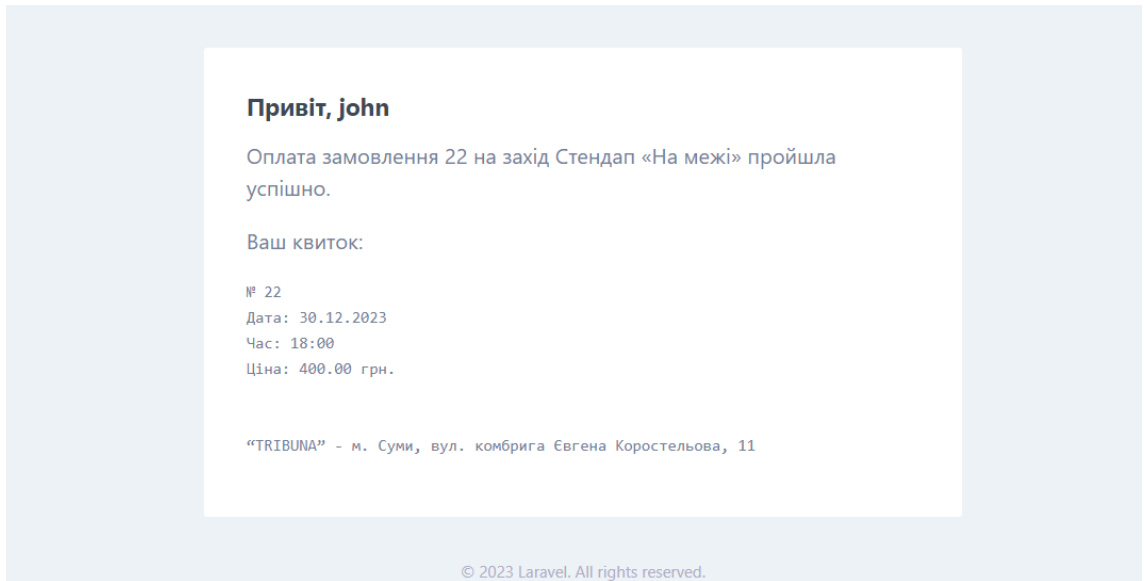 Привіт, john
Оплата замовлення 22 на захід Стендап «На межі» пройшла
успішно.
Ваш квиток:
№ 22
Дата: 30.12.2023
Час: 18:00
Ціна: 400.00 грн.
“TRIBUNA” - м. Суми, вул. комбрига Євгена Коростельова, 11
© 2023 Laravel. All rights reserved.